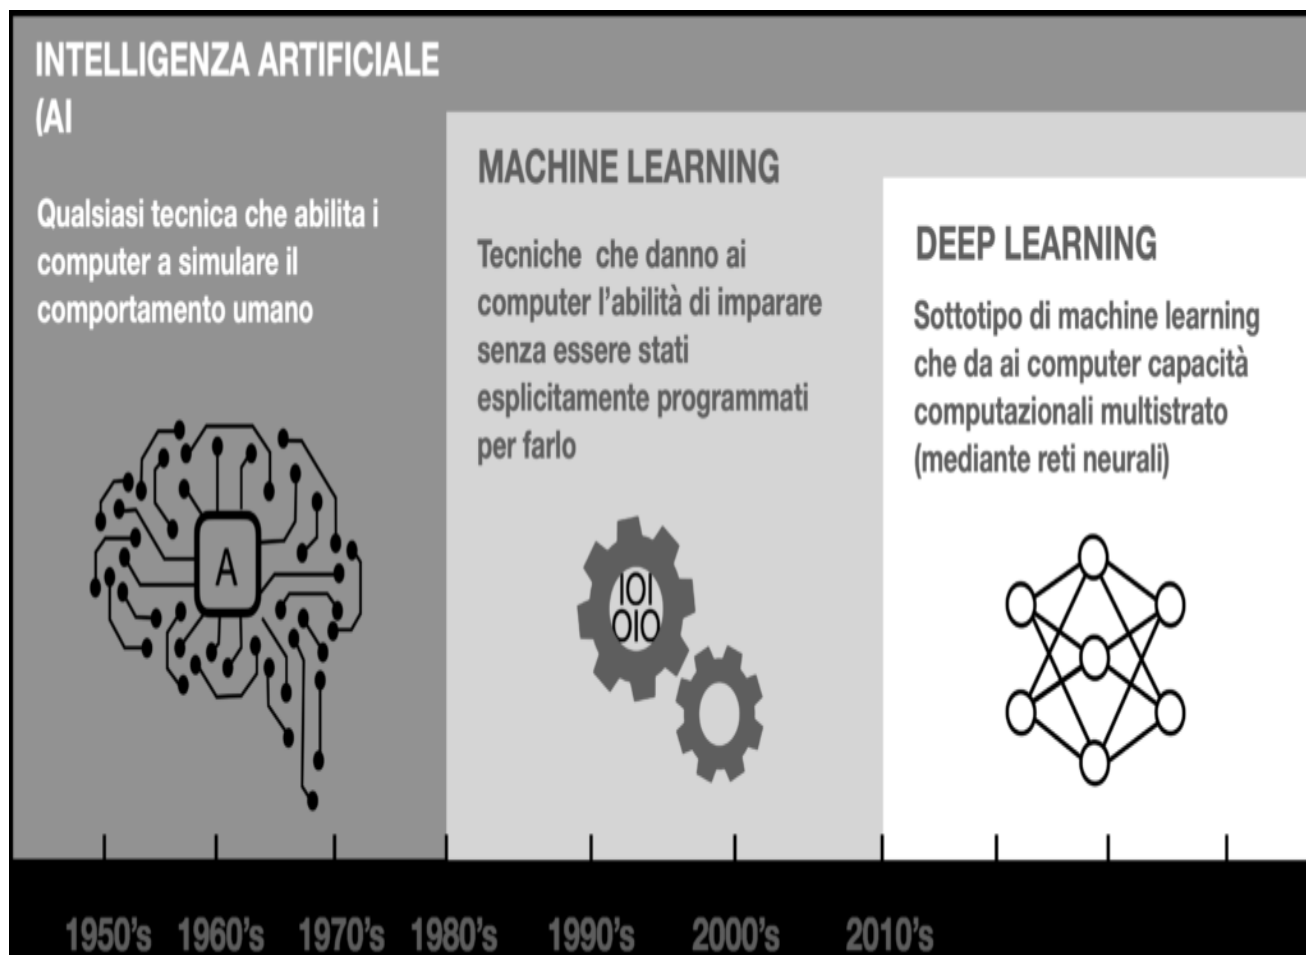 INTELLIGENZA ARTIFICIALE
(AI
Qualsiasi tecnica che abilita i
computer a simulare il
comportamento umano
A
MACHINE LEARNING
Tecniche che danno ai
computer l'abilità di imparare
senza essere stati
esplicitamente programmati
per farlo
IOI
OIO
DEEP LEARNING
Sottotipo di machine learning
che da ai computer capacità
computazionali multistrato
(mediante reti neurali)
1950's 1960's 1970's 1980's 1990's 2000's 2010's